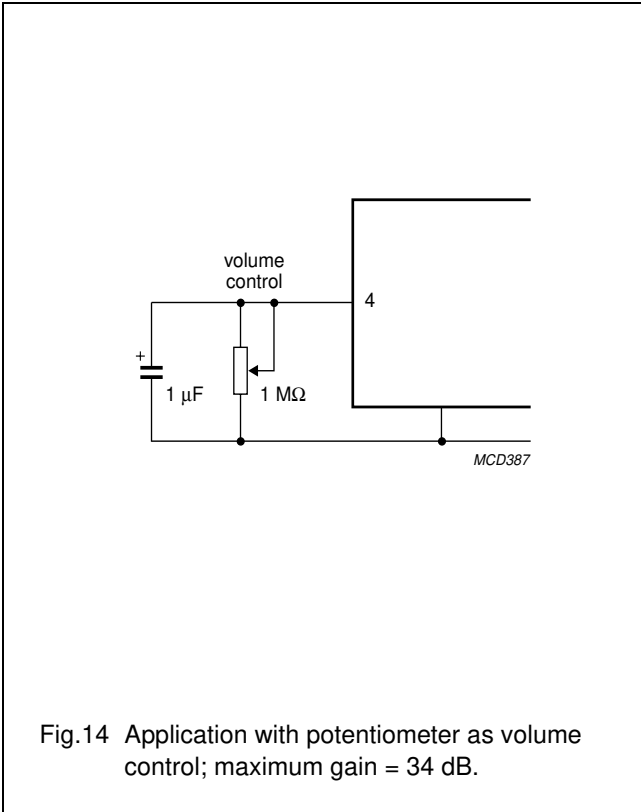 volume
control
4
+
1 μF
1 MΩ
MCD387
Fig.14 Application with potentiometer as volume
control; maximum gain = 34 dB.